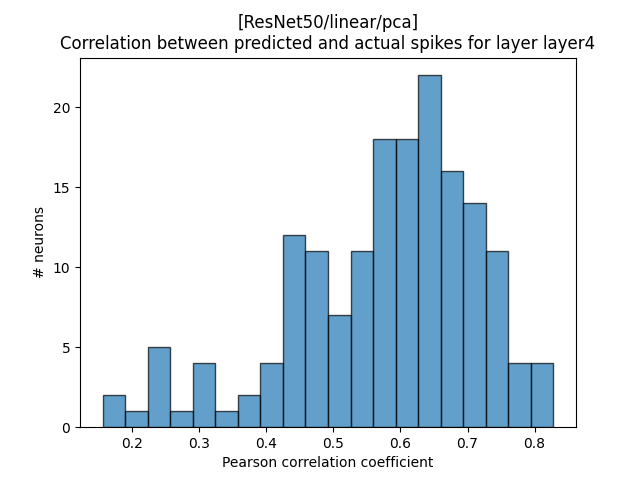 [ResNet50/linear/pca]
Correlation between predicted and actual spikes for layer layer4
# neurons
20
15
10
5
0
0.2 0.3 0.4 0.5 0.6 0.7 0.8
Pearson correlation coefficient